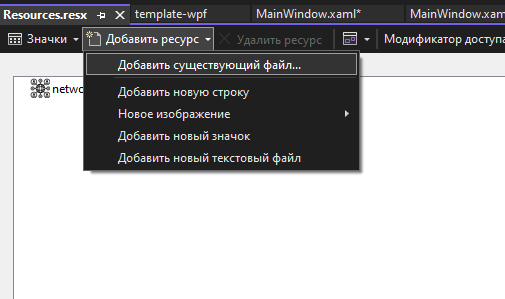 Resources.resx template-wpf MainWindow.xaml* MainWindow.xam
Значки Добавить ресурс Удалить ресурс Модификатор доступа
Добавить существующий файл...
netwo
Добавить новую строку
Новое изображение
Добавить новый значок
Добавить новый текстовый файл